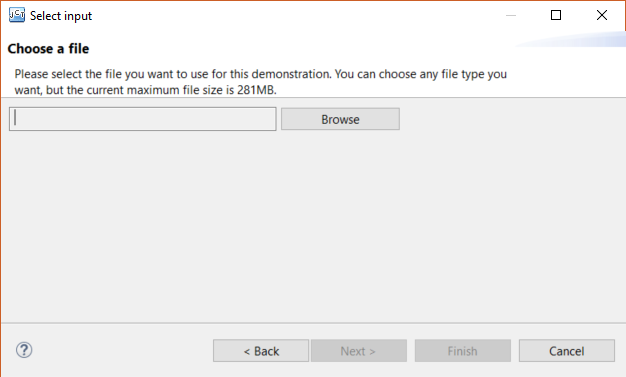 JCT Select input
Choose a file
Please select the file you want to use for this demonstration. You can choose any file type you
want, but the current maximum file size is 281MB.
Browse
? < Back Next > Finish Cancel